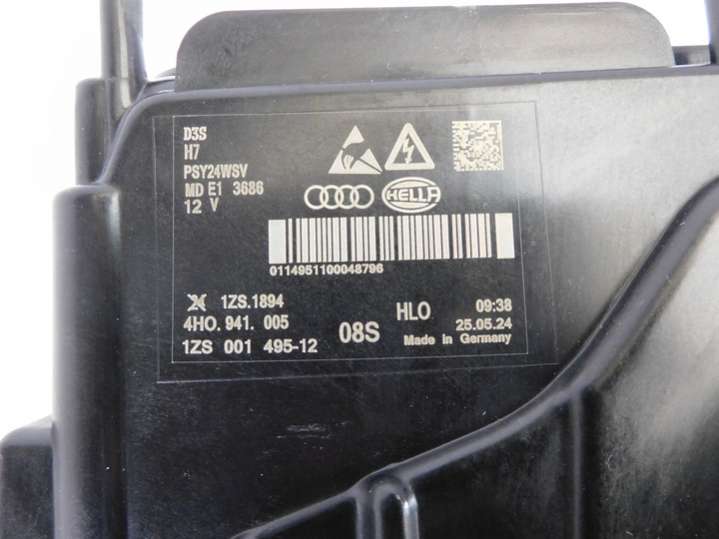 D3S
H7
PSY24WSV
MD E1 3686
12 V
HELLA
0114951100048796
1ZS.1894
4H0. 941. 005
1ZS 001 495-12
08S
HLO
09:38
25.05.24
Made in Germany